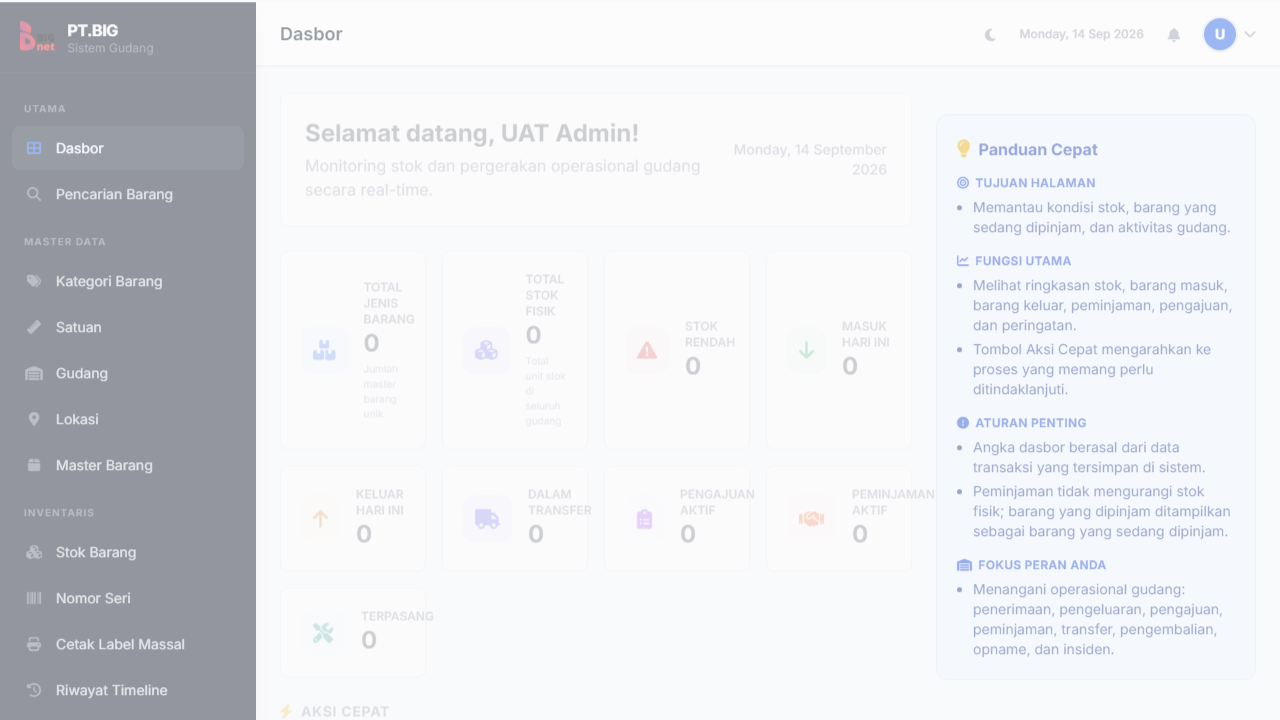 BIG
net
PT.BIG
Sistem Gudang
UTAMA
Dasbor
Pencarian Barang
MASTER DATA
Kategori Barang
Satuan
Gudang
Lokasi
Master Barang
INVENTARIS
Stok Barang
Nomor Seri
Cetak Label Massal
Riwayat Timeline
Dasbor
Monday, 14 Sep 2026
U
Selamat datang, UAT Admin!
Monitoring stok dan pergerakan operasional gudang
secara real-time.
Monday, 14 September
2026
TOTAL
JENIS
BARANG
0
Jumlah
master
barang
unik
TOTAL
STOK
FISIK
0
Total
unit stok
di
seluruh
gudang
STOK
RENDAH
0
MASUK
HARI INI
0
KELUAR
HARI INI
0
DALAM
TRANSFER
0
PENGAJUAN
AKTIF
0
PEMINJAMAN
AKTIF
0
TERPASANG
0
AKSI CEPAT
Panduan Cepat
TUJUAN HALAMAN
• Memantau kondisi stok, barang yang
sedang dipinjam, dan aktivitas gudang.
FUNGSI UTAMA
• Melihat ringkasan stok, barang masuk,
barang keluar, peminjaman, pengajuan,
dan peringatan.
• Tombol Aksi Cepat mengarahkan ke
proses yang memang perlu
ditindaklanjuti.
ATURAN PENTING
• Angka dasbor berasal dari data
transaksi yang tersimpan di sistem.
• Peminjaman tidak mengurangi stok
fisik; barang yang dipinjam ditampilkan
sebagai barang yang sedang dipinjam.
FOKUS PERAN ANDA
• Menangani operasional gudang:
penerimaan, pengeluaran, pengajuan,
peminjaman, transfer, pengembalian,
opname, dan insiden.